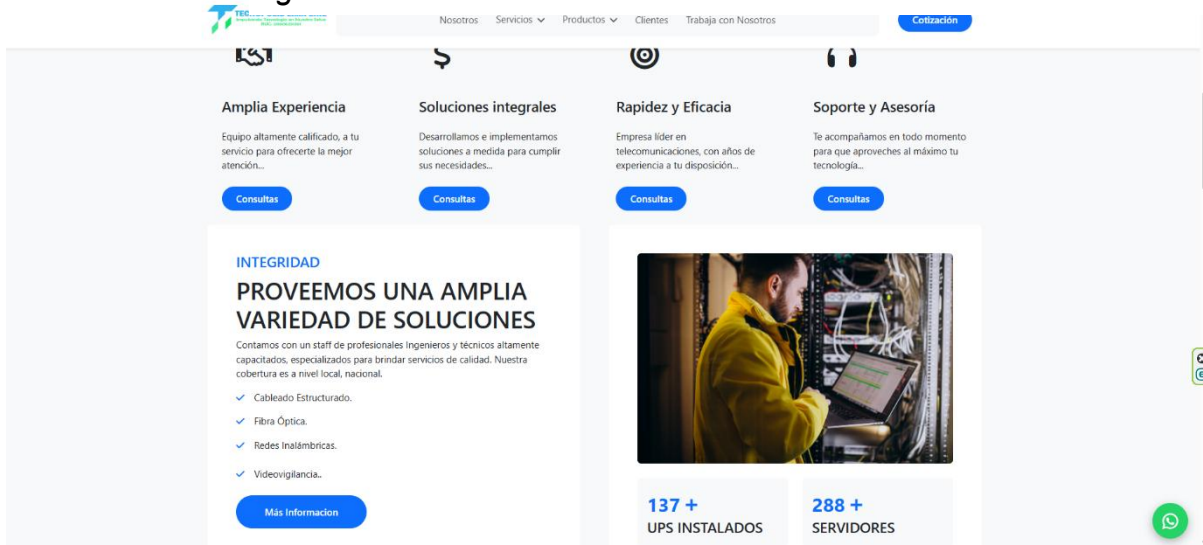 Nosotros Servicios Productos Clientes Trabaja con Nosotros
Cotización
Amplia Experiencia
Equipo altamente calificado, a tu
servicio para ofrecerte la mejor
atención...
Consultas
Soluciones integrales
Desarrollamos e implementamos
soluciones a medida para cumplir
sus necesidades...
Consultas
Rapidez y Eficacia
Empresa líder en
telecomunicaciones, con años de
experiencia a tu disposición...
Consultas
Soporte y Asesoría
Te acompañamos en todo momento
para que aproveches al máximo tu
tecnología...
Consultas
INTEGRIDAD
PROVEEMOS UNA AMPLIA
VARIEDAD DE SOLUCIONES
Contamos con un staff de profesionales Ingenieros y técnicos altamente
capacitados, especializados para brindar servicios de calidad. Nuestra
cobertura es a nivel local, nacional.
Cableado Estructurado.
Fibra Óptica.
Redes Inalámbricas.
Videovigilancia..
Más Informacion
137 +
UPS INSTALADOS
288 +
SERVIDORES